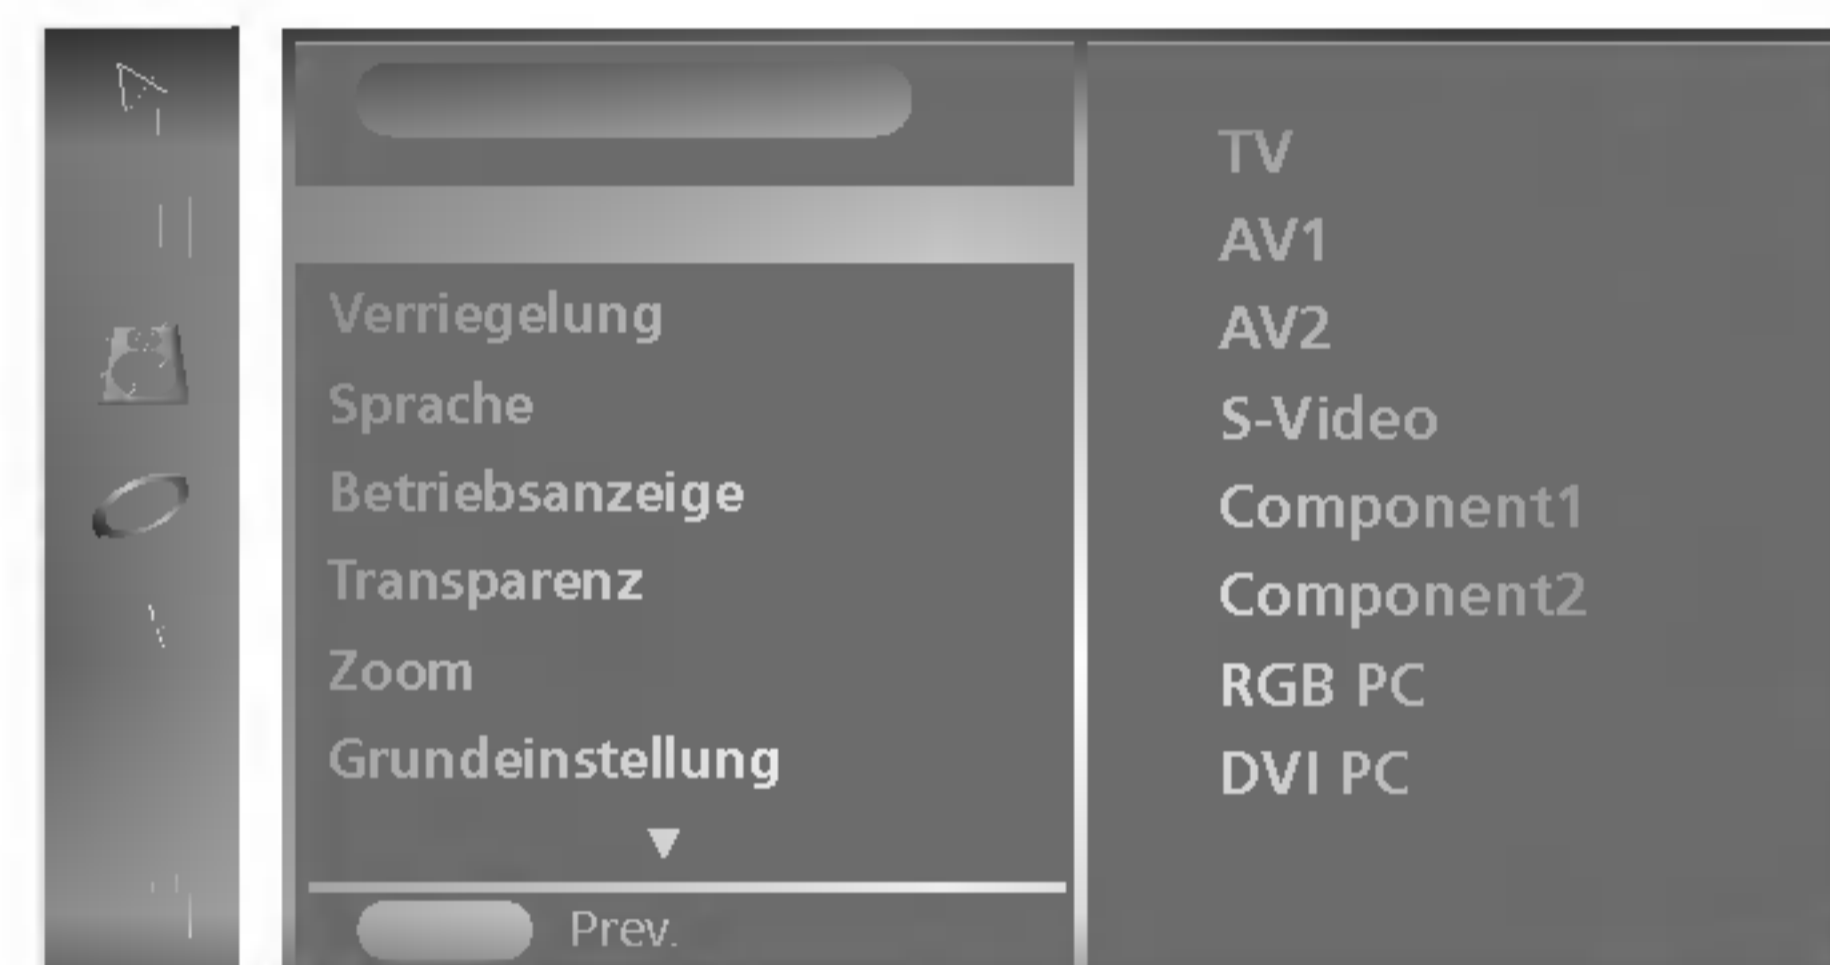 Verriegelung
Sprache
Betriebsanzeige
Transparenz
Zoom
Grundeinstellung
Prev.
TV
AV1
AV2
S-Video
Component1
Component2
RGB PC
DVI PC